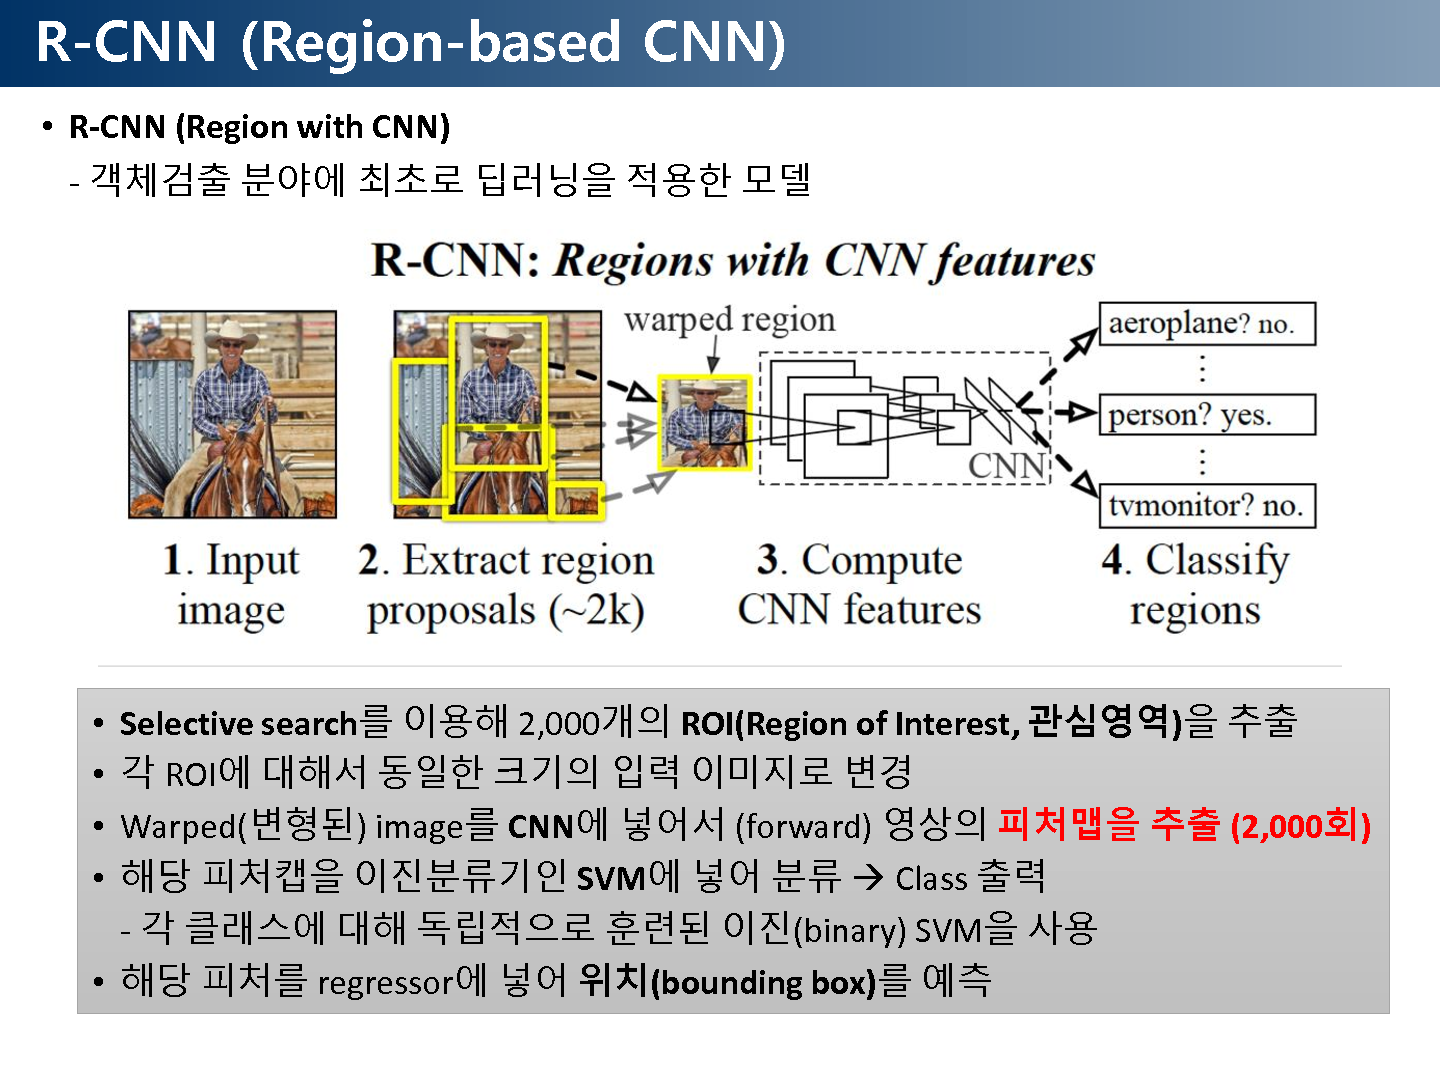 R-CNN (Region-based CNN)
• R-CNN (Region with CNN)
- 객체검출 분야에 최초로 딥러닝을 적용한 모델
R-CNN: Regions with CNN features
warped region
aeroplane? no.
person? yes.
CNN
tvmonitor? no.
1. Input image
2. Extract region proposals (~2k)
3. Compute CNN features
4. Classify regions
• Selective search를 이용해 2,000개의 ROI(Region of Interest, 관심영역)을 추출
• 각 ROI에 대해서 동일한 크기의 입력 이미지로 변경
• Warped(변형된) image를 CNN에 넣어서 (forward) 영상의 피처맵을 추출 (2,000회)
• 해당 피처캡을 이진분류기인 SVM에 넣어 분류 → Class 출력
- 각 클래스에 대해 독립적으로 훈련된 이진(binary) SVM을 사용
• 해당 피처를 regressor에 넣어 위치(bounding box)를 예측